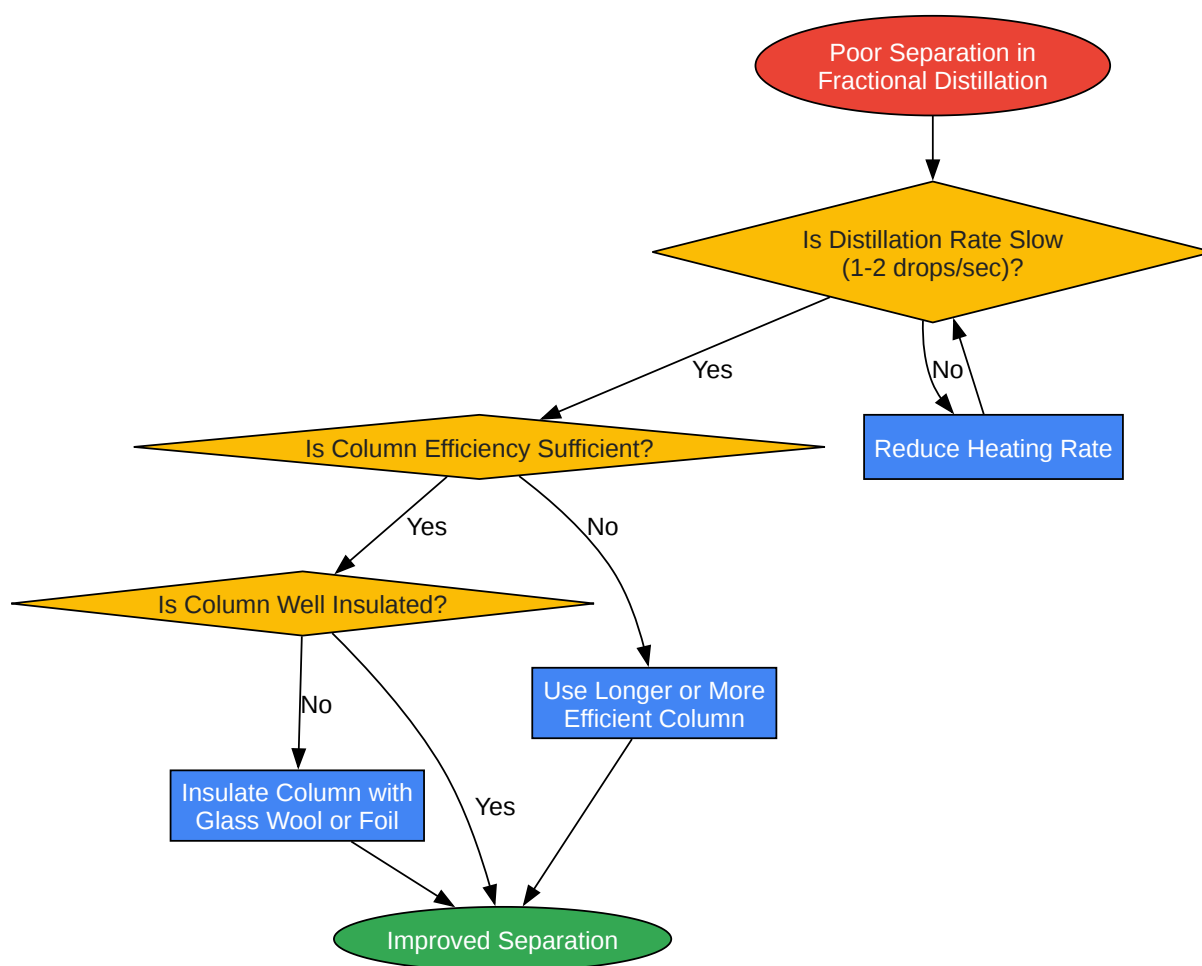 Poor Separation in
Fractional Distillation
Is Distillation Rate Slow
(1-2 drops/sec)?
Yes
No
Is Column Efficiency Sufficient?
Reduce Heating Rate
Yes
No
Is Column Well Insulated?
No
Use Longer or More
Efficient Column
Insulate Column with
Glass Wool or Foil
Yes
Improved Separation